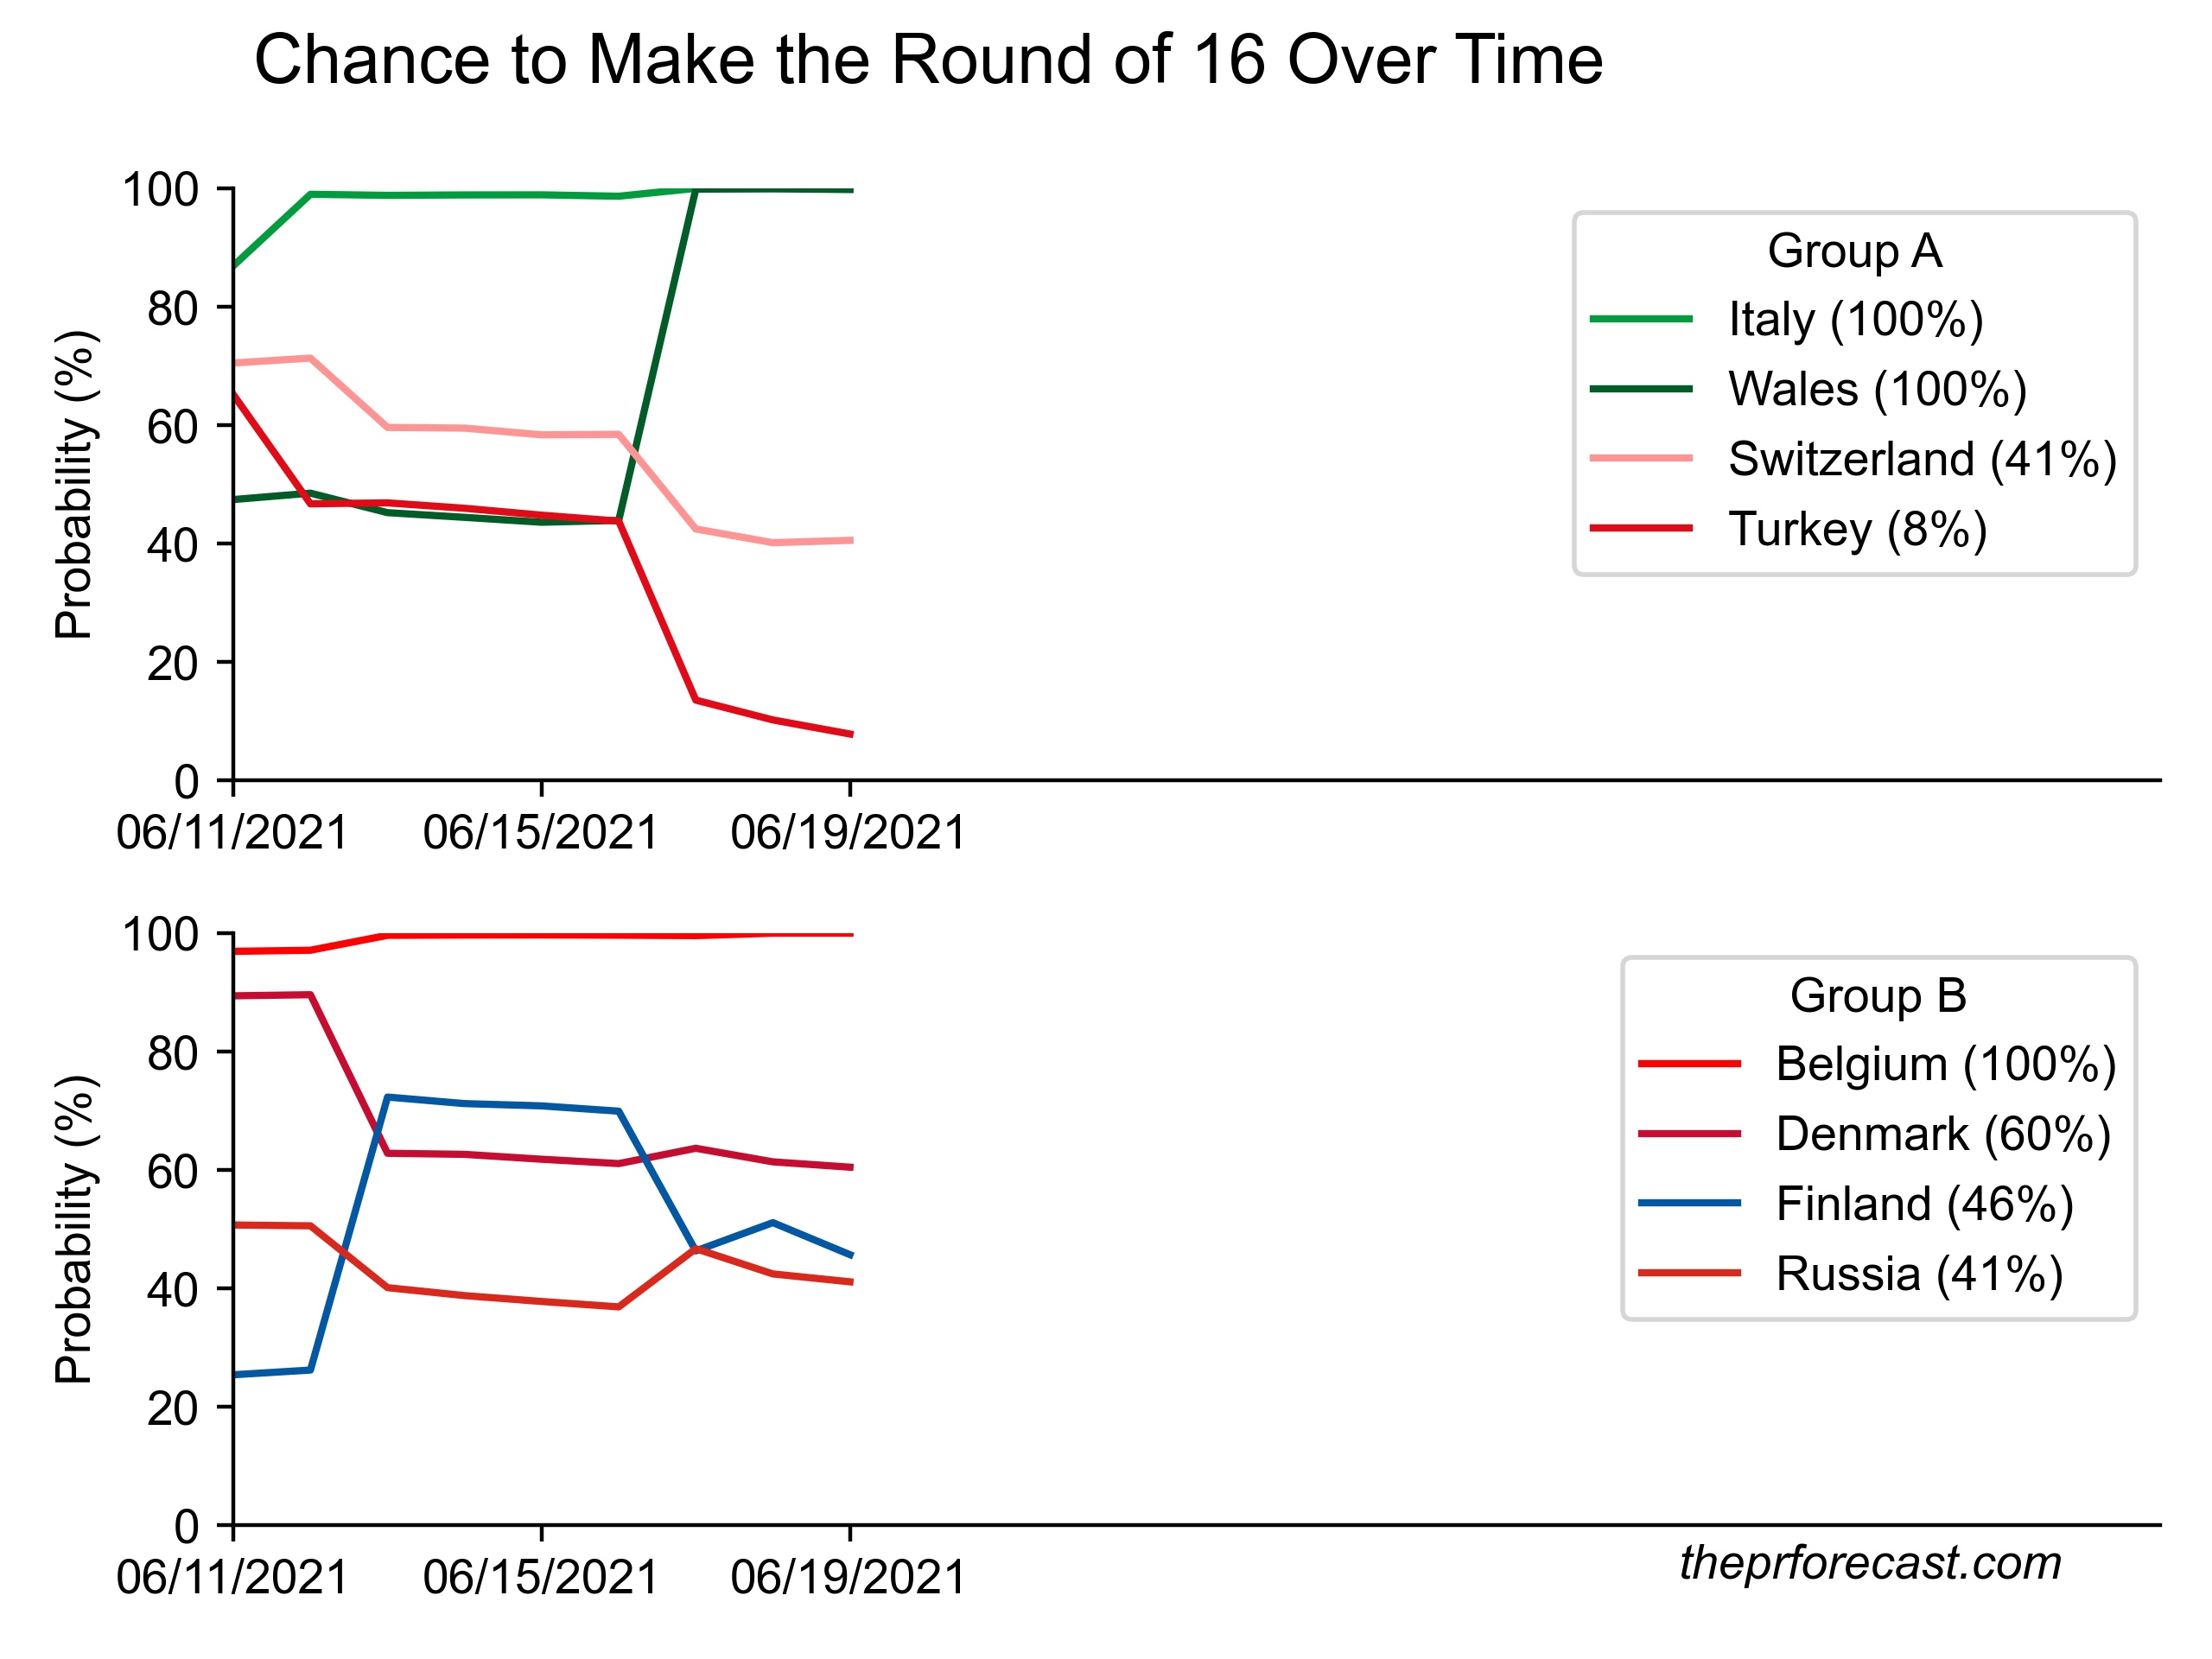 Chance to Make the Round of 16 Over Time
100
80
60
40
20
0
Probability (%)
06/11/2021
06/15/2021
06/19/2021
Group A
Italy (100%)
Wales (100%)
Switzerland (41%)
Turkey (8%)
100
80
60
40
20
0
Probability (%)
06/11/2021
06/15/2021
06/19/2021
Group B
Belgium (100%)
Denmark (60%)
Finland (46%)
Russia (41%)
theprforecast.com